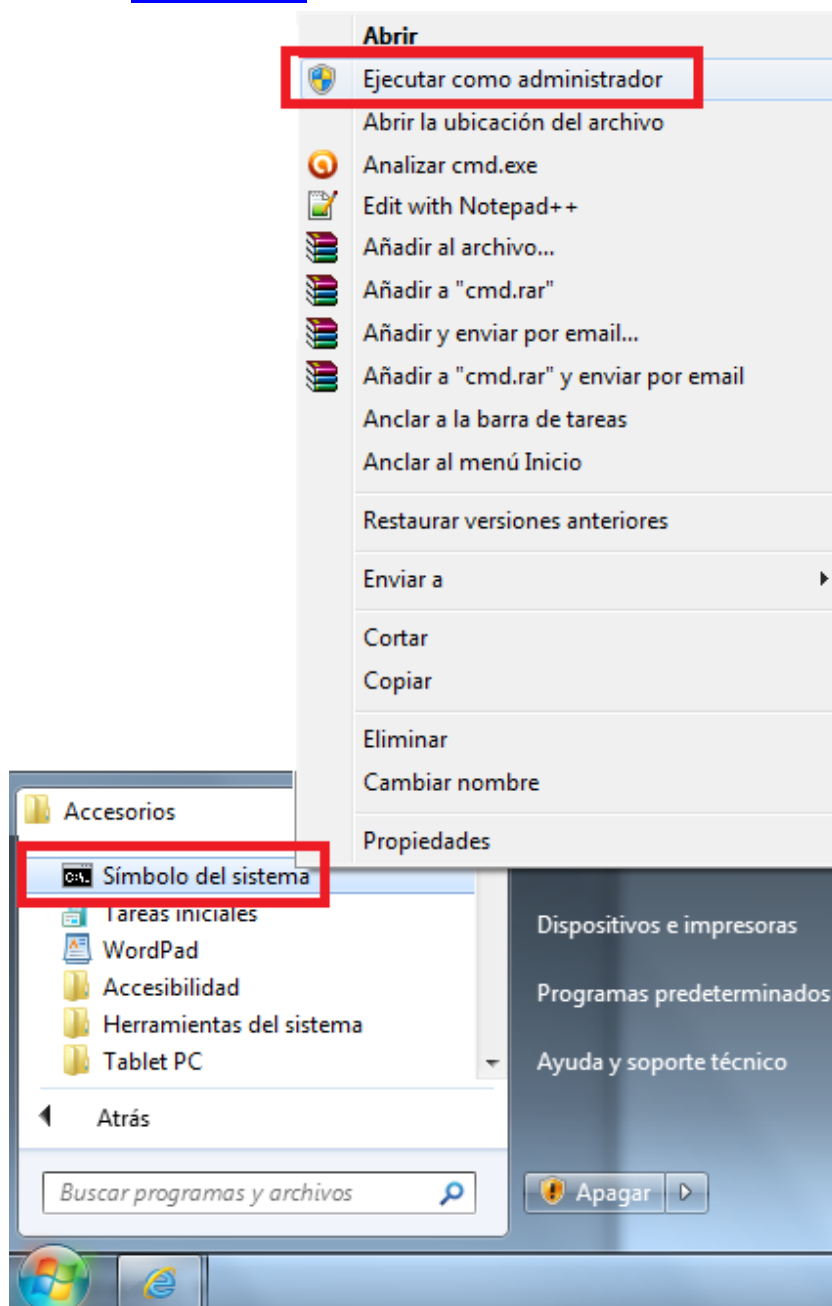 Abrir
Ejecutar como administrador
Abrir la ubicación del archivo
Analizar cmd.exe
Edit with Notepad++
Añadir al archivo...
Añadir a "cmd.rar"
Añadir y enviar por email...
Añadir a "cmd.rar" y enviar por email
Anclar a la barra de tareas
Anclar al menú Inicio
Restaurar versiones anteriores
Enviar a
Cortar
Copiar
Eliminar
Cambiar nombre
Propiedades
Accesorios
C:\.
Símbolo del sistema
Tareas iniciales
WordPad
Accesibilidad
Herramientas del sistema
Tablet PC
Atrás
Buscar programas y archivos
Dispositivos e impresoras
Programas predeterminados
Ayuda y soporte técnico
Apagar